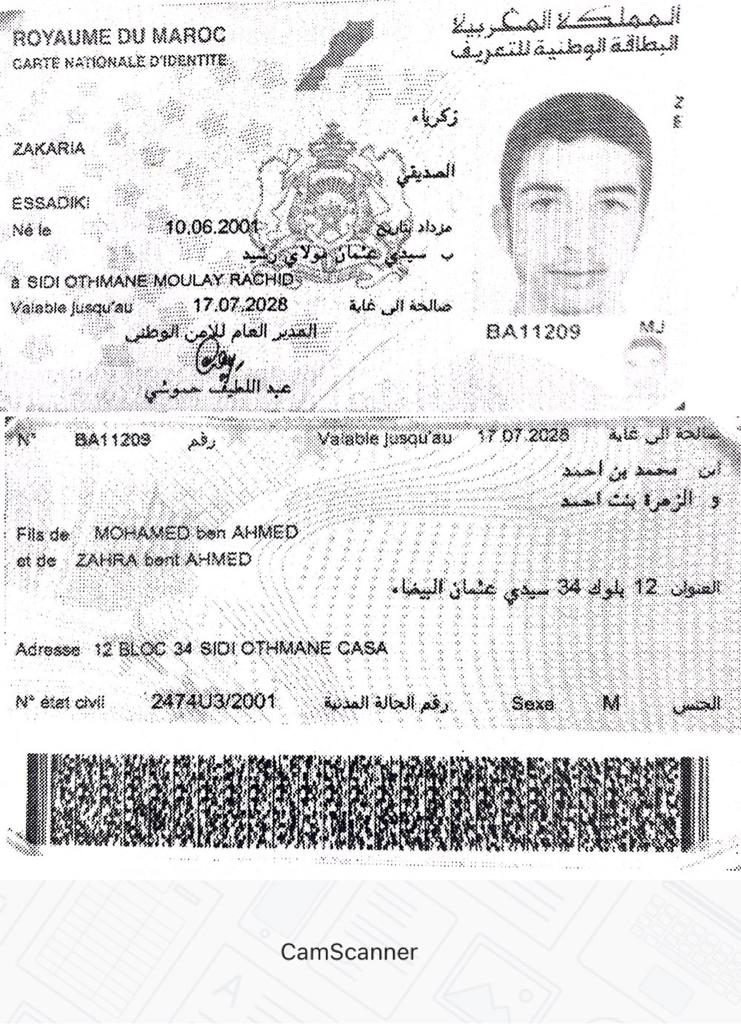 ROYAUME DU MAROC
المملكة المغربية
CARTE NATIONALE D'IDENTITE
البطاقة الوطنية للتعريف
زكرياء
ZAKARIA
الصديقي
ESSADIKI
Né le 10.06.2001 مزداد بتاريخ
ب سيدي عثمان مولاي رشيد
à SIDI OTHMANE MOULAY RACHID
Valable jusqu'au 17.07.2028 صالحة الى غاية
المدير العام للأمن الوطني
عبد اللطيف حموشي
Z
E
BA11209
MJ
N° BA11209 رقم Valable jusqu'au 17.07.2028 صالحة الى غاية
ابن محمد بن احمد
و الزهرة بنت احمد
Fils de MOHAMED ben AHMED
et de ZAHRA bent AHMED
العنوان 12 بلوك 34 سيدي عثمان البيضاء
Adresse 12 BLOC 34 SIDI OTHMANE CASA
N° état civil 2474U3/2001 رقم الحالة المدنية Sexe M الجنس
CamScanner